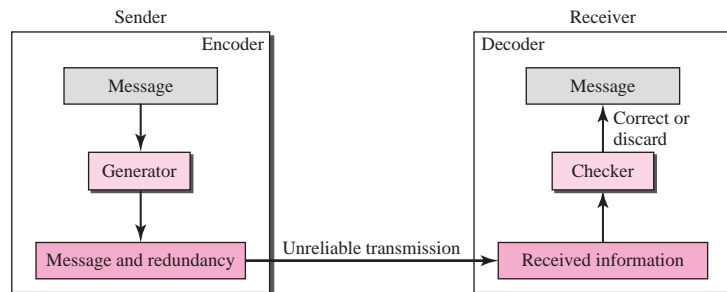 Sender
Encoder
Message
Generator
Message and redundancy
Unreliable transmission
Receiver
Decoder
Message
Correct or
discard
Checker
Received information